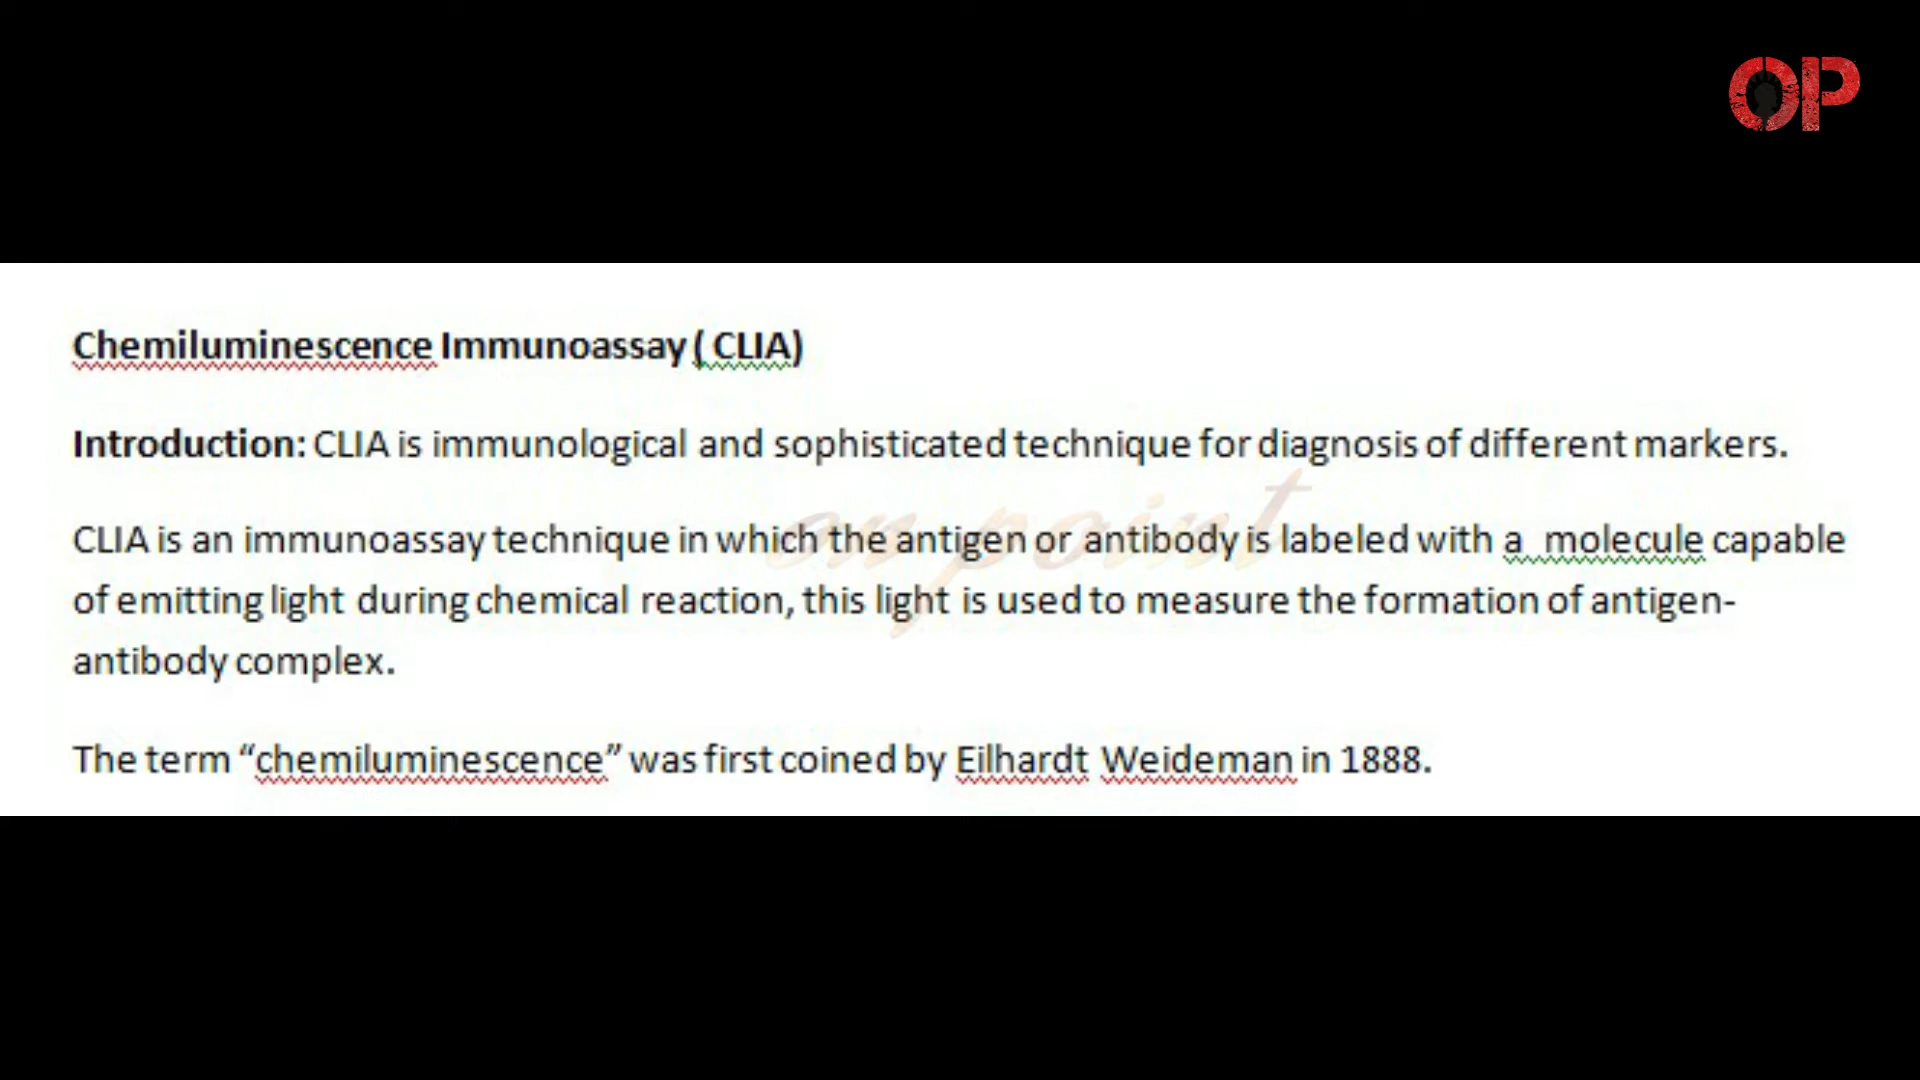 OP
Chemiluminescence Immunoassay ( CLIA)
Introduction: CLIA is immunological and sophisticated technique for diagnosis of different markers.
CLIA is an immunoassay technique in which the antigen or antibody is labeled with a  molecule capable
of emitting light during chemical reaction, this light is used to measure the formation of antigen-
antibody complex.
on point
The term “chemiluminescence” was first coined by Eilhardt Weideman in 1888.